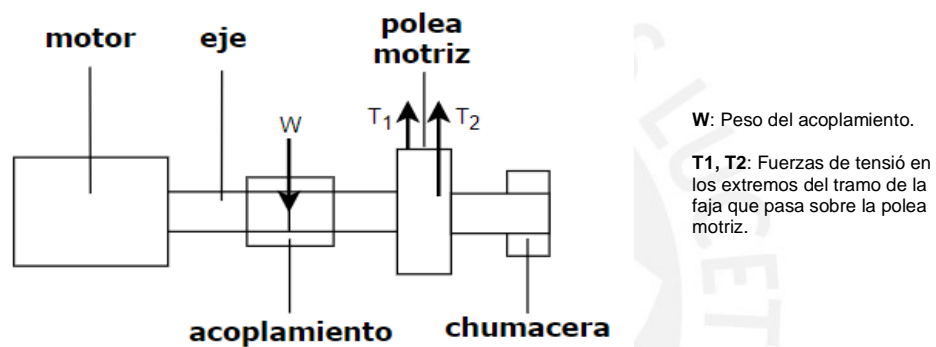 motor
eje
polea
motriz
T1
T2
W
acoplamiento
chumacera
W: Peso del acoplamiento.
T1, T2: Fuerzas de tensió en
los extremos del tramo de la
faja que pasa sobre la polea
motriz.